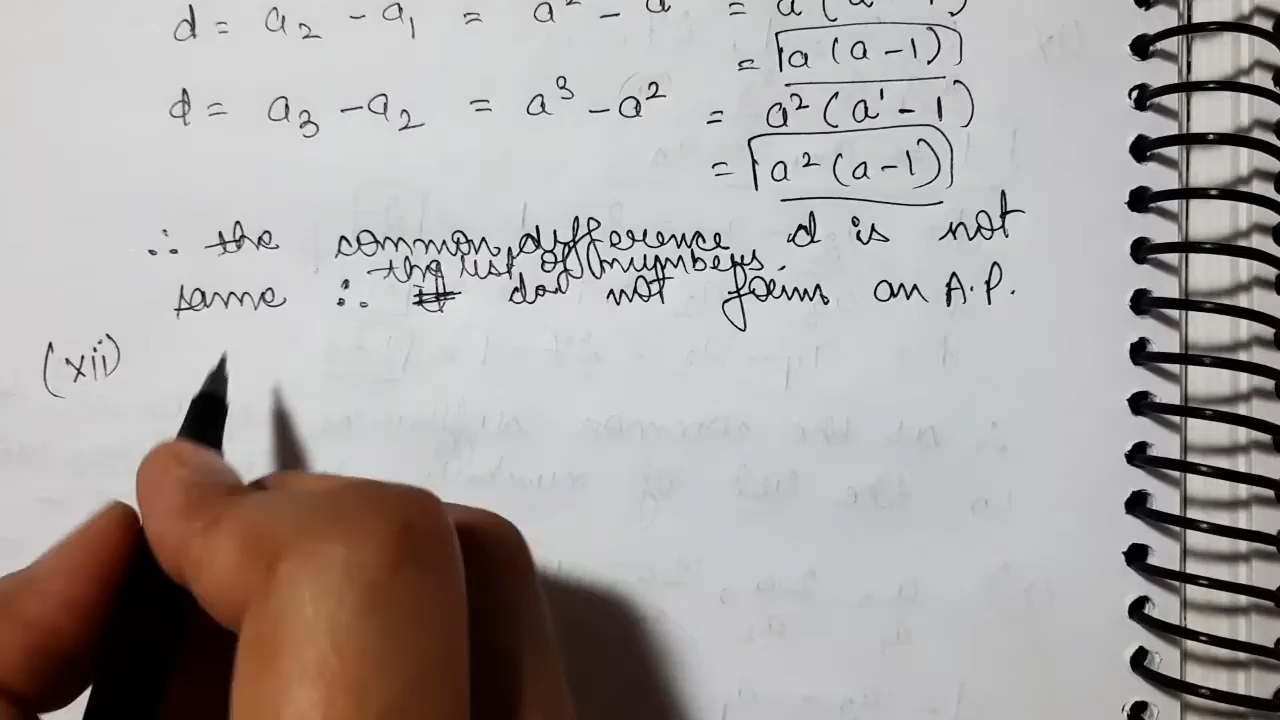 d = a₂ - a₁ = a² - a = a(a - 1)
= a(a-1)
d = a₃ - a₂ = a³ - a² = a²(a¹ - 1)
= a²(a-1)
∴ the common difference d is not
the list of numbers
same ∴ it does not form an A.P.
(xii)